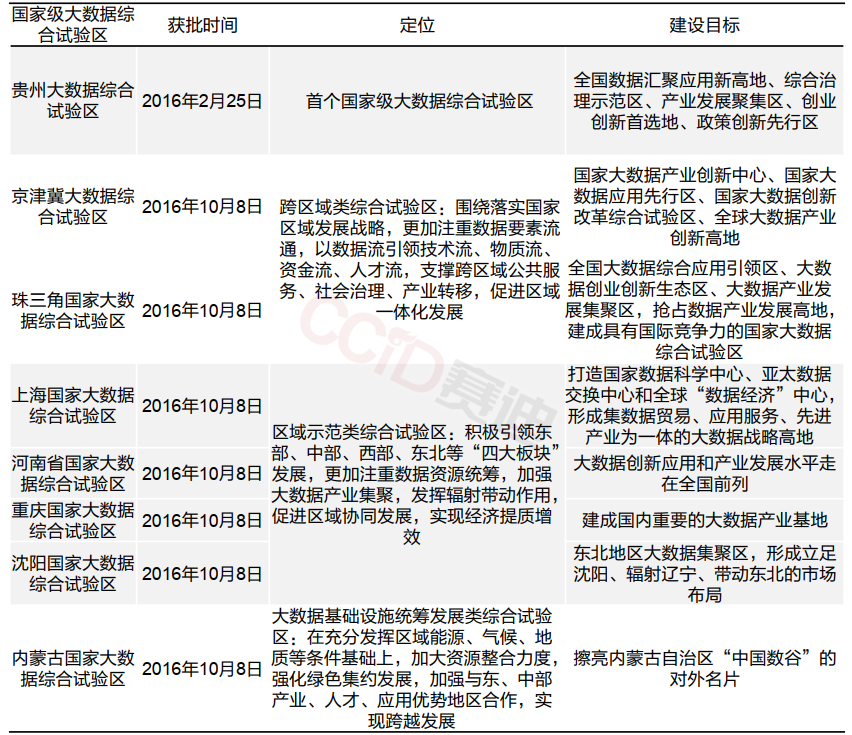 国家级大数据综
合试验区
获批时间
定位
建设目标
贵州大数据综合
试验区
2016年2月25日
首个国家级大数据综合试验区
全国数据汇聚应用新高地、综合治
理示范区、产业发展聚集区、创业
创新首选地、政策创新先行区
京津冀大数据综
合试验区
2016年10月8日
跨区域类综合试验区：围绕落实国家
区域发展战略，更加注重数据要素流
通，以数据流引领技术流、物质流、
资金流、人才流，支撑跨区域公共服
务、社会治理、产业转移，促进区域
一体化发展
国家大数据产业创新中心、国家大
数据应用先行区、国家大数据创新
改革综合试验区、全球大数据产业
创新高地
珠三角国家大数
据综合试验区
2016年10月8日
全国大数据综合应用引领区、大数
据创业创新生态区、大数据产业发
展集聚区，抢占数据产业发展高地，
建成具有国际竞争力的国家大数据
综合试验区
上海国家大数据
综合试验区
2016年10月8日
区域示范类综合试验区：积极引领东
部、中部、西部、东北等“四大板块”
发展，更加注重数据资源统筹，加强
大数据产业集聚，发挥辐射带动作用，
促进区域协同发展，实现经济提质增
效
打造国家数据科学中心、亚太数据
交换中心和全球“数据经济”中心，
形成集数据贸易、应用服务、先进
产业为一体的大数据战略高地
河南省国家大数
据综合试验区
2016年10月8日
大数据创新应用和产业发展水平走
在全国前列
重庆国家大数据
综合试验区
2016年10月8日
建成国内重要的大数据产业基地
沈阳国家大数据
综合试验区
2016年10月8日
东北地区大数据集聚区，形成立足
沈阳、辐射辽宁、带动东北的市场
布局
内蒙古国家大数
据综合试验区
2016年10月8日
大数据基础设施统筹发展类综合试验
区：在充分发挥区域能源、气候、地
质等条件基础上，加大资源整合力度，
强化绿色集约发展，加强与东、中部
产业、人才、应用优势地区合作，实
现跨越发展
擦亮内蒙古自治区“中国数谷”的
对外名片
CCiD赛迪